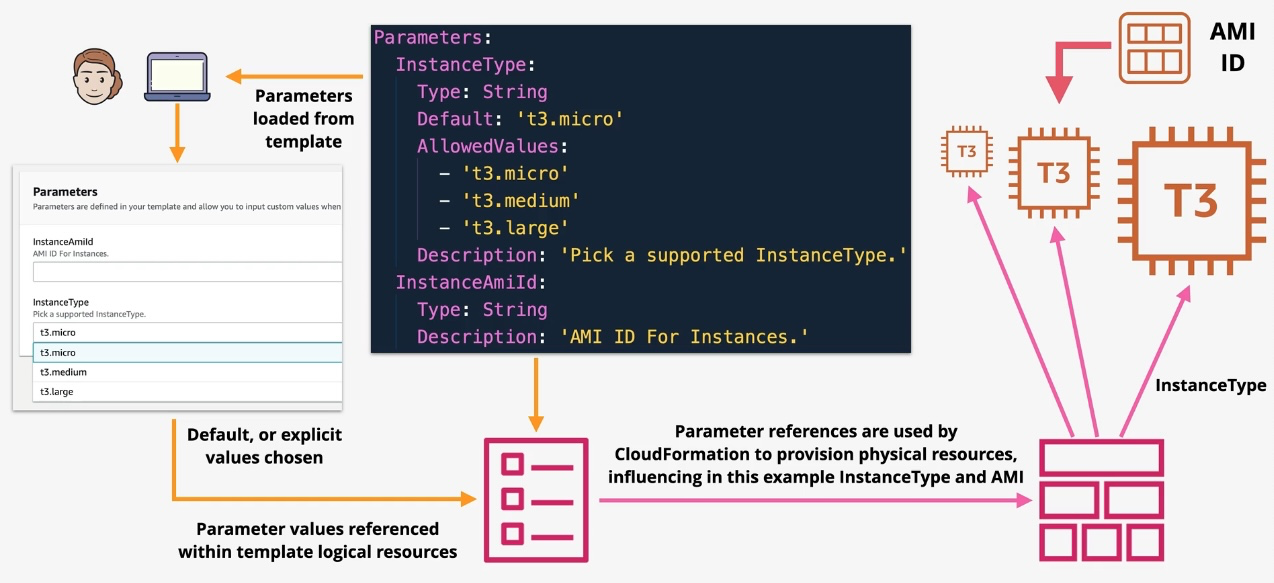 Parameters:
InstanceType:
Type: String
Default: 't3.micro'
AllowedValues:
- 't3.micro'
- 't3.medium'
- 't3.large'
Description: 'Pick a supported InstanceType.'
InstanceAmiId:
Type: String
Description: 'AMI ID For Instances.'
Parameters
loaded from
template
Parameters
Parameters are defined in your template and allow you to input custom values when
InstanceAmiId
AMI ID For Instances.
InstanceType
Pick a supported InstanceType.
t3.micro
t3.micro
t3.medium
t3.large
Default, or explicit
values chosen
Parameter values referenced
within template logical resources
Parameter references are used by
CloudFormation to provision physical resources,
influencing in this example InstanceType and AMI
AMI
ID
T3
T3
T3
InstanceType